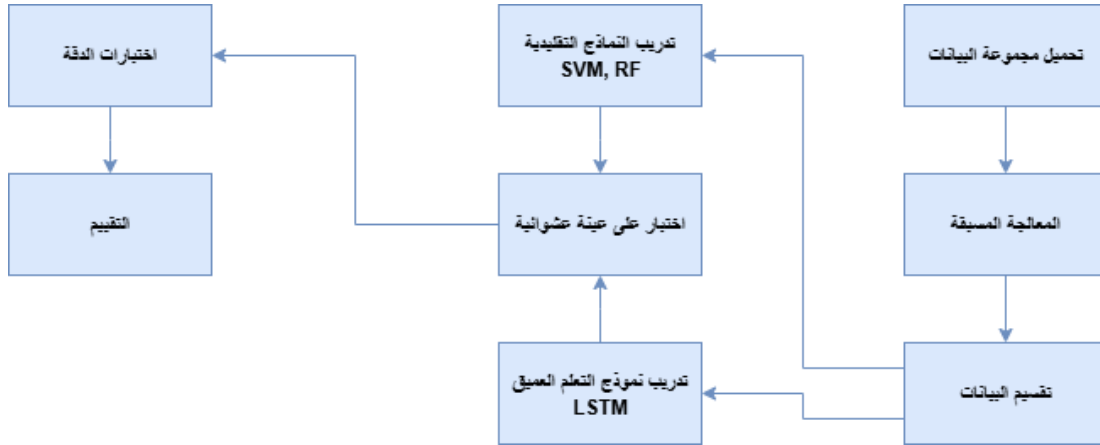 تحميل مجموعة البيانات
المعالجة المسبقة
تقسيم البيانات
تدريب النماذج التقليدية
SVM, RF
تدريب نموذج التعلم العميق
LSTM
اختبار على عينة عشوائية
اختبارات الدقة
التقييم